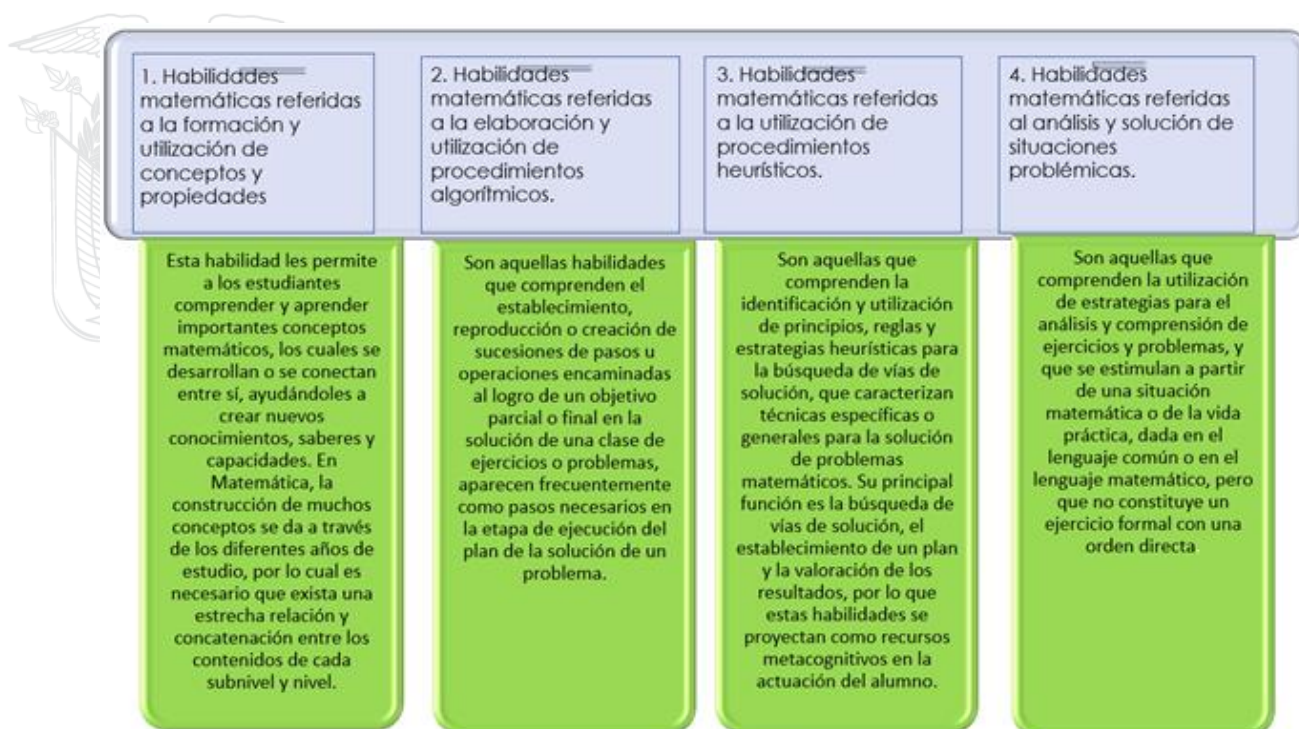 1. Habilidades
matemáticas referidas
a la formación y
utilización de
conceptos y
propiedades
Esta habilidad les permite
a los estudiantes
comprender y aprender
importantes conceptos
matemáticos, los cuales se
desarrollan o se conectan
entre sí, ayudándoles a
crear nuevos
conocimientos, saberes y
capacidades. En
Matemática, la
construcción de muchos
conceptos se da a través
de los diferentes años de
estudio, por lo cual es
necesario que exista una
estrecha relación y
concatenación entre los
contenidos de cada
subnivel y nivel.
2. Habilidades
matemáticas referidas
a la elaboración y
utilización de
procedimientos
algorítmicos.
Son aquellas habilidades
que comprenden el
establecimiento,
reproducción o creación de
sucesiones de pasos u
operaciones encaminadas
al logro de un objetivo
parcial o final en la
solución de una clase de
ejercicios o problemas,
aparecen frecuentemente
como pasos necesarios en
la etapa de ejecución del
plan de la solución de un
problema.
3. Habilidades
matemáticas referidas
a la utilización de
procedimientos
heurísticos.
Son aquellas que
comprenden la
identificación y utilización
de principios, reglas y
estrategias heurísticas para
la búsqueda de vías de
solución, que caracterizan
técnicas específicas o
generales para la solución
de problemas
matemáticos. Su principal
función es la búsqueda de
vías de solución, el
establecimiento de un plan
y la valoración de los
resultados, por lo que
estas habilidades se
proyectan como recursos
metacognitivos en la
actuación del alumno.
4. Habilidades
matemáticas referidas
al análisis y solución de
situaciones
problémicas.
Son aquellas que
comprenden la utilización
de estrategias para el
análisis y comprensión de
ejercicios y problemas, y
que se estimulan a partir
de una situación
matemática o de la vida
práctica, dada en el
lenguaje común o en el
lenguaje matemático, pero
que no constituye un
ejercicio formal con una
orden directa